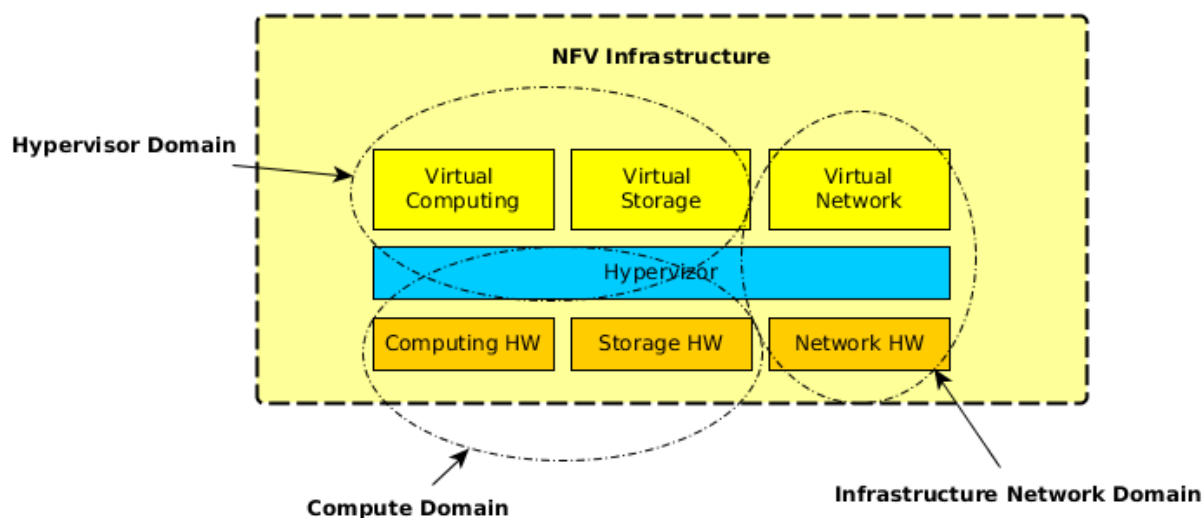 NFV Infrastructure
Hypervisor Domain
Virtual
Computing
Virtual
Storage
Virtual
Network
Hypervizor
Computing HW
Storage HW
Network HW
Compute Domain
Infrastructure Network Domain